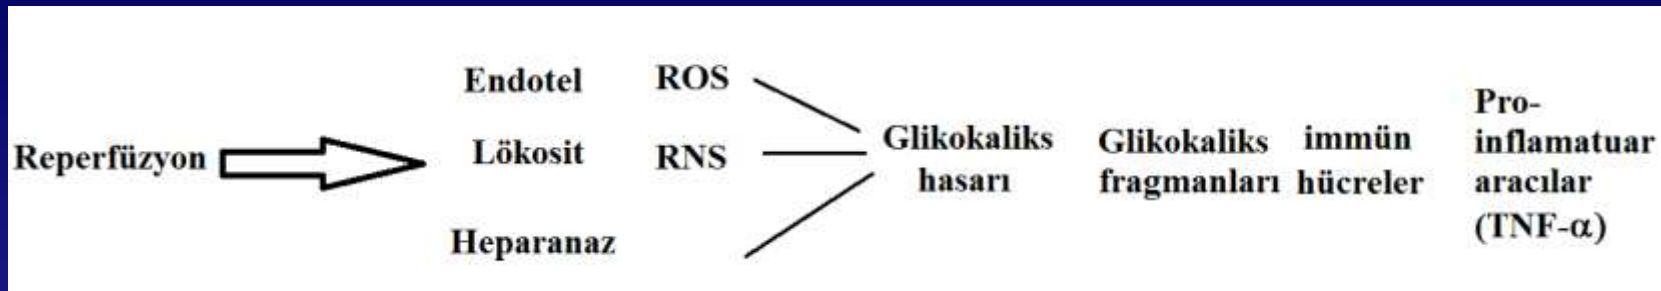 Reperfüzyon
Endotel ROS
Lökosit RNS
Heparanaz
Glikokaliks
hasarı
Glikokaliks
fragmanları
immün
hücreler
Pro-
inflamatuar
aracılar
(TNF-α)